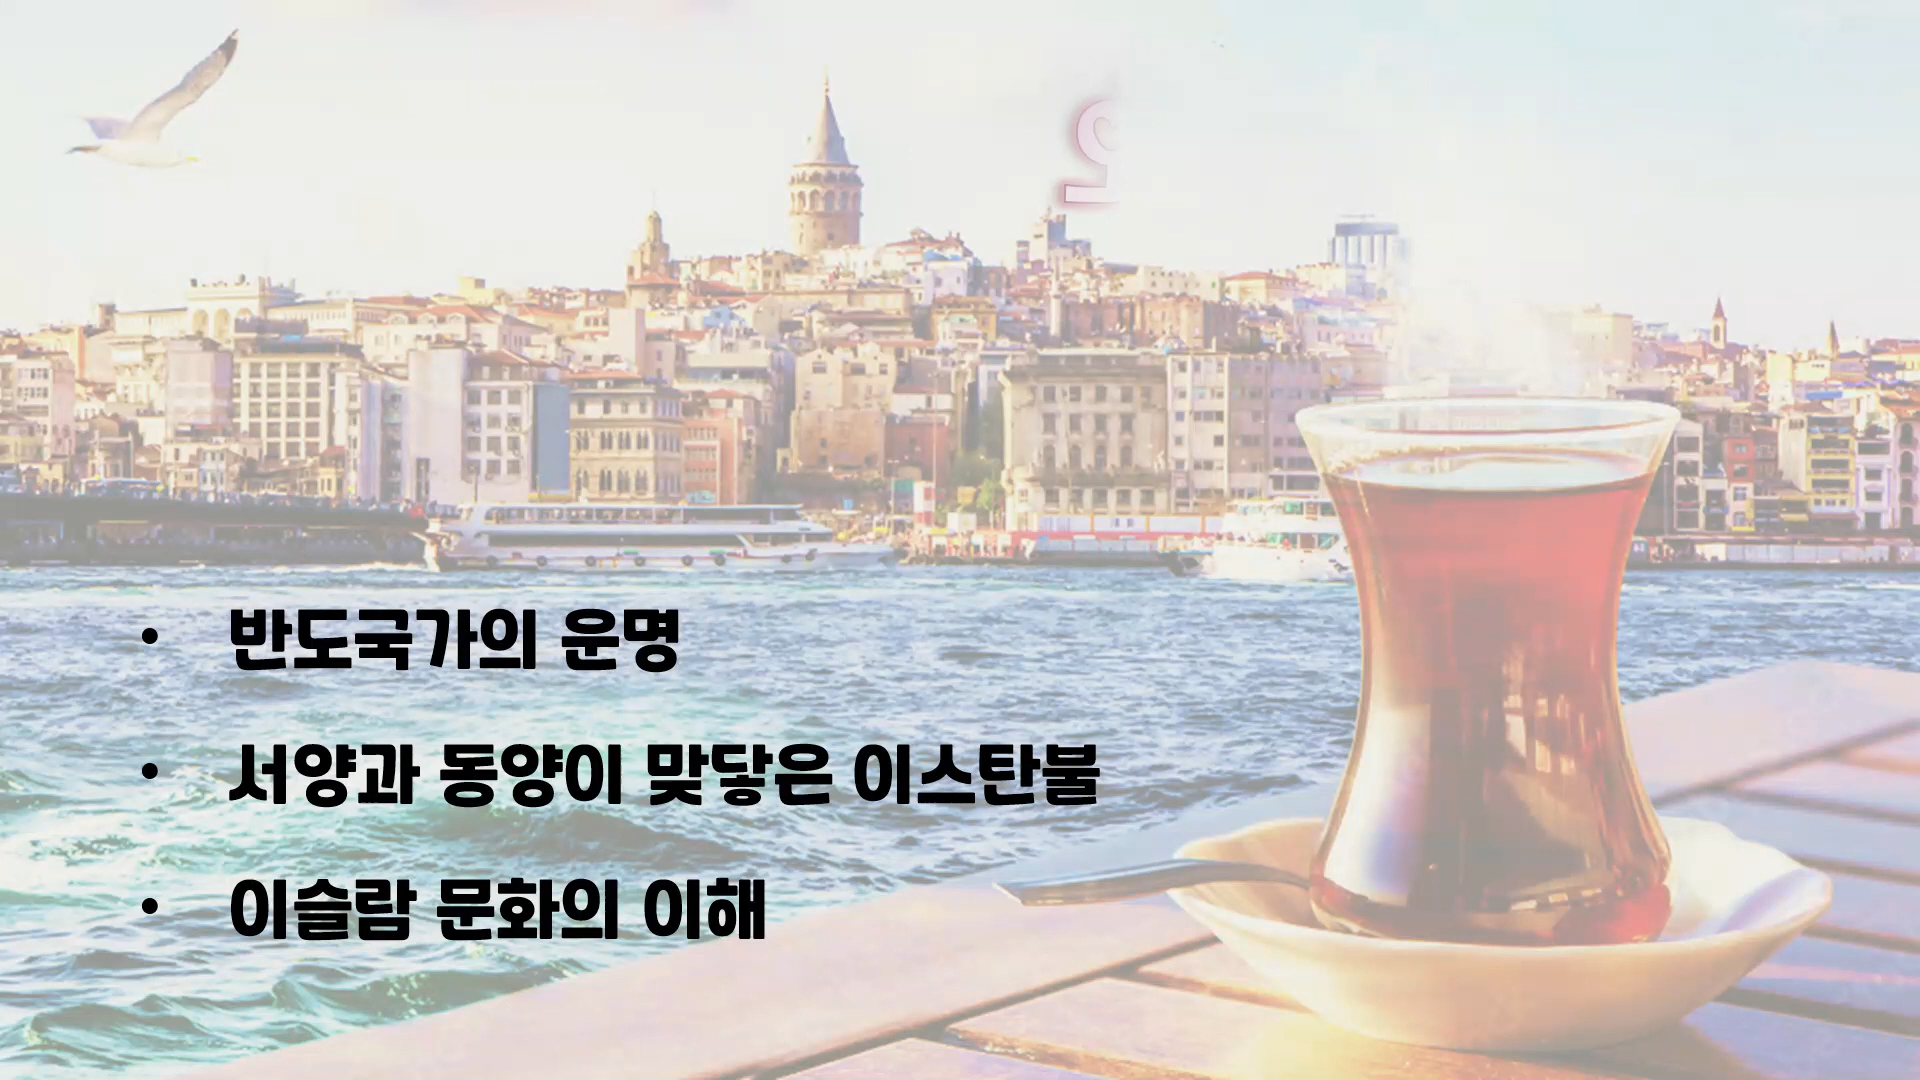 • 반도국가의 운명
• 서양과 동양이 맞닿은 이스탄불
• 이슬람 문화의 이해